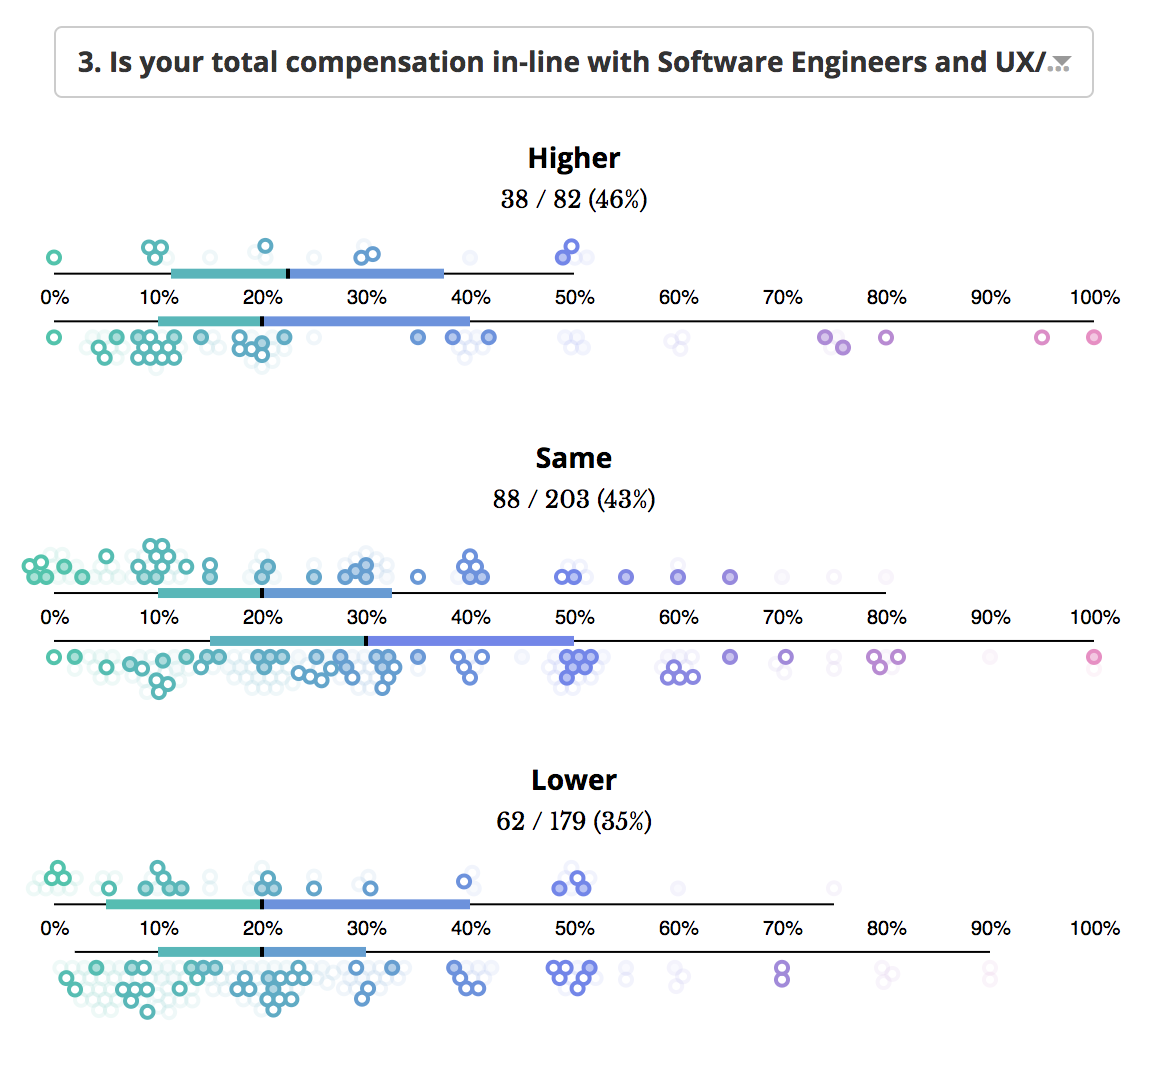 3. Is your total compensation in-line with Software Engineers and UX/...
Higher
38 / 82 (46%)
0% 10% 20% 30% 40% 50% 60% 70% 80% 90% 100%
Same
88 / 203 (43%)
0% 10% 20% 30% 40% 50% 60% 70% 80% 90% 100%
Lower
62 / 179 (35%)
0% 10% 20% 30% 40% 50% 60% 70% 80% 90% 100%